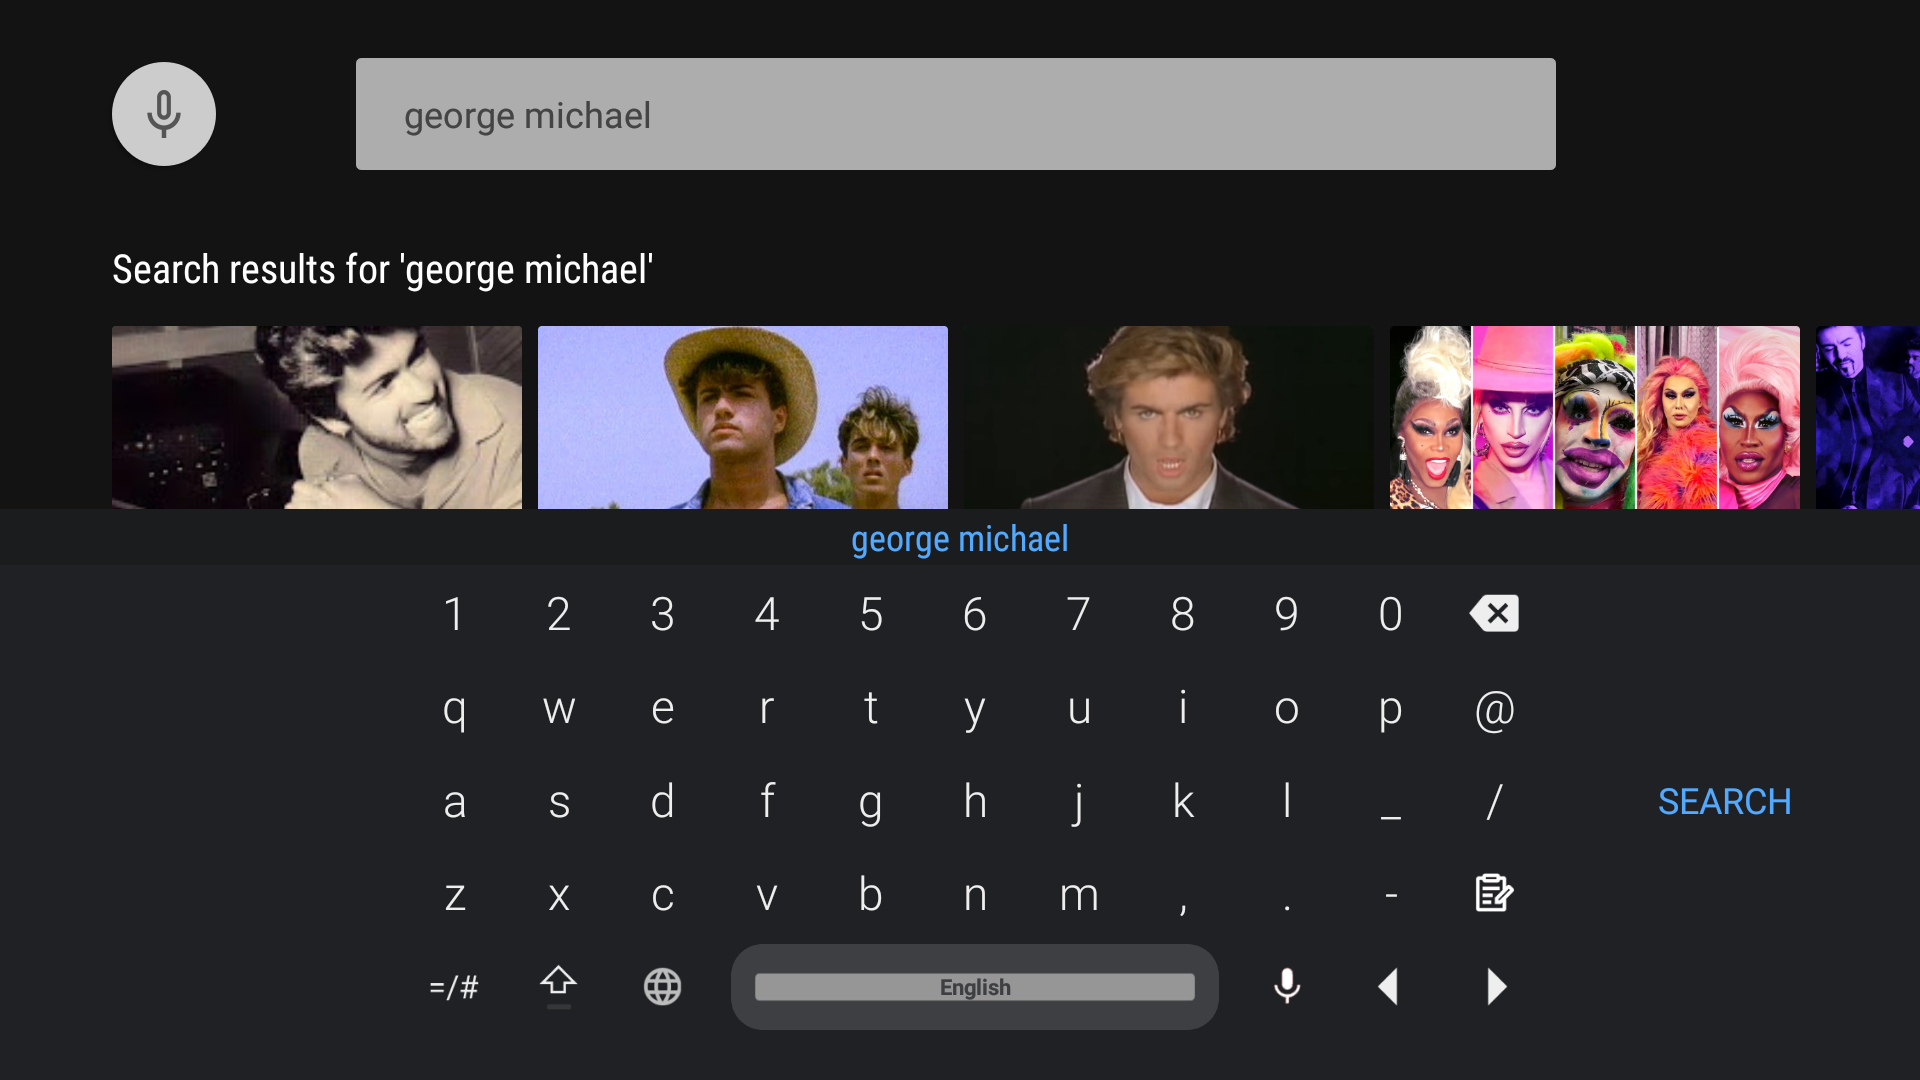 george michael
Search results for 'george michael'
george michael
1 2 3 4 5 6 7 8 9 0
q w e r t y u i o p @
a s d f g h j k l _ / SEARCH
z x c v b n m , . -
=/# English